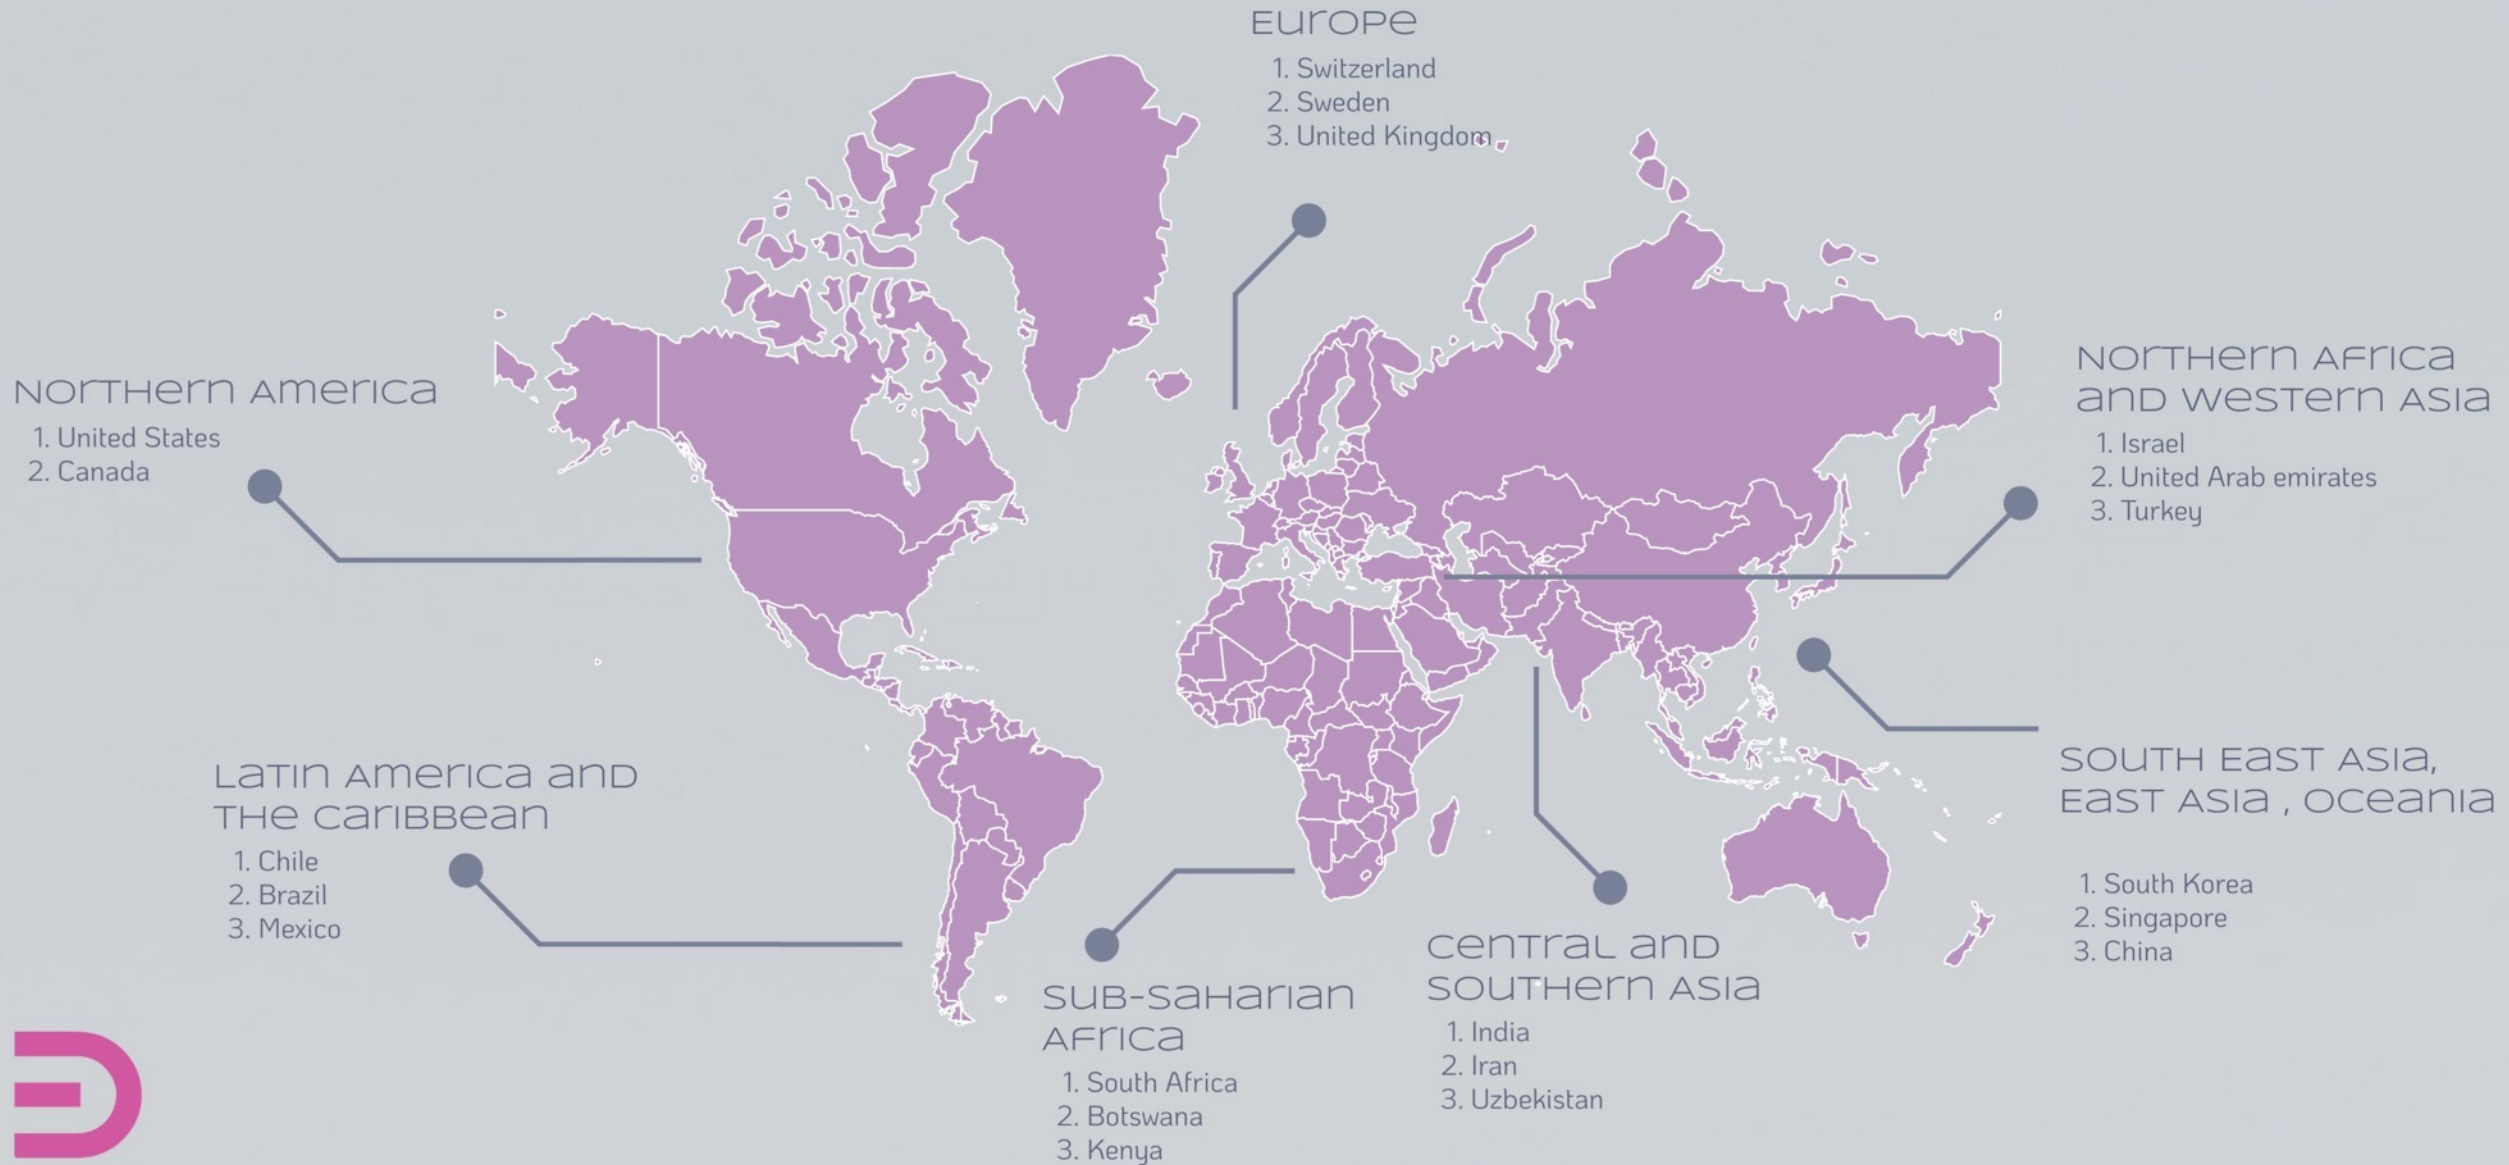 Europe
1. Switzerland
2. Sweden
3. United Kingdom
Northern America
1. United States
2. Canada
Northern Africa
and Western Asia
1. Israel
2. United Arab emirates
3. Turkey
Latin America and
the Caribbean
1. Chile
2. Brazil
3. Mexico
South East Asia,
East Asia , Oceania
1. South Korea
2. Singapore
3. China
Sub-Saharian
Africa
1. South Africa
2. Botswana
3. Kenya
Central and
Southern Asia
1. India
2. Iran
3. Uzbekistan